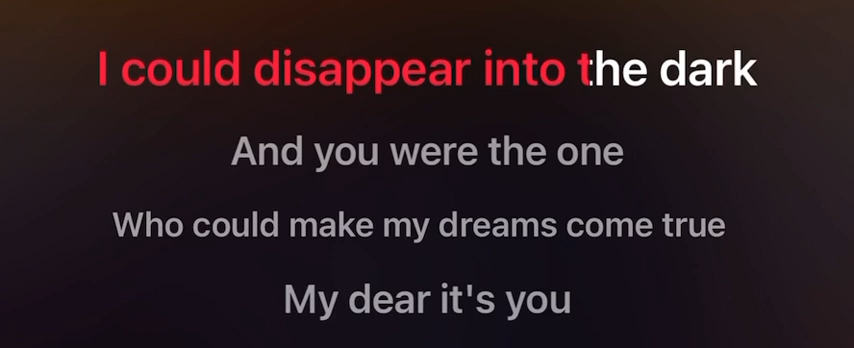 I could disappear into the dark
And you were the one
Who could make my dreams come true
My dear it's you